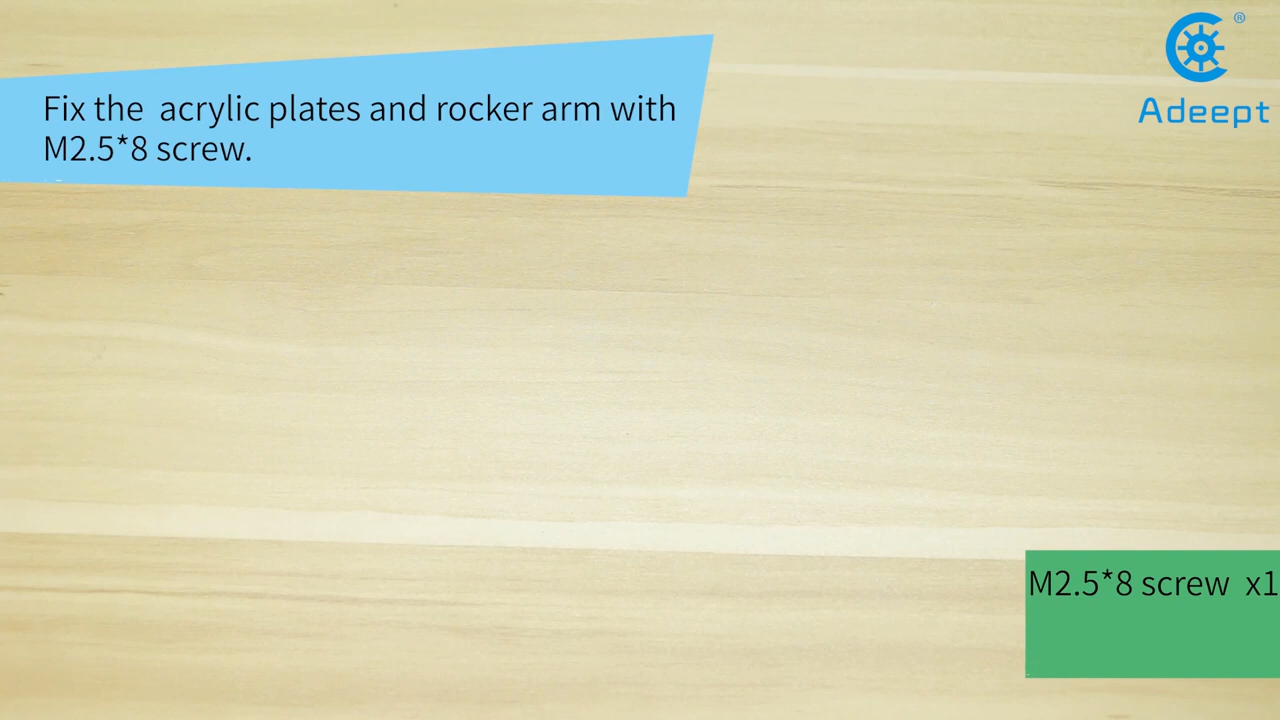 ®
Adeept
Fix the  acrylic plates and rocker arm with
M2.5*8 screw.
M2.5*8 screw  x1